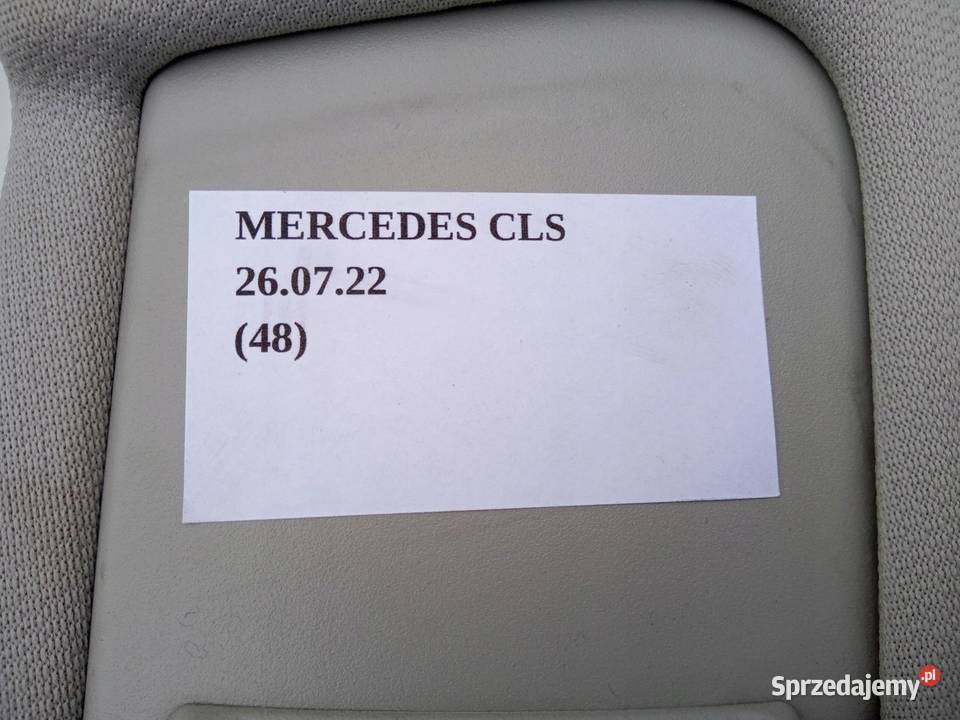 MERCEDES CLS
26.07.22
(48)
Sprzedajemy.pl